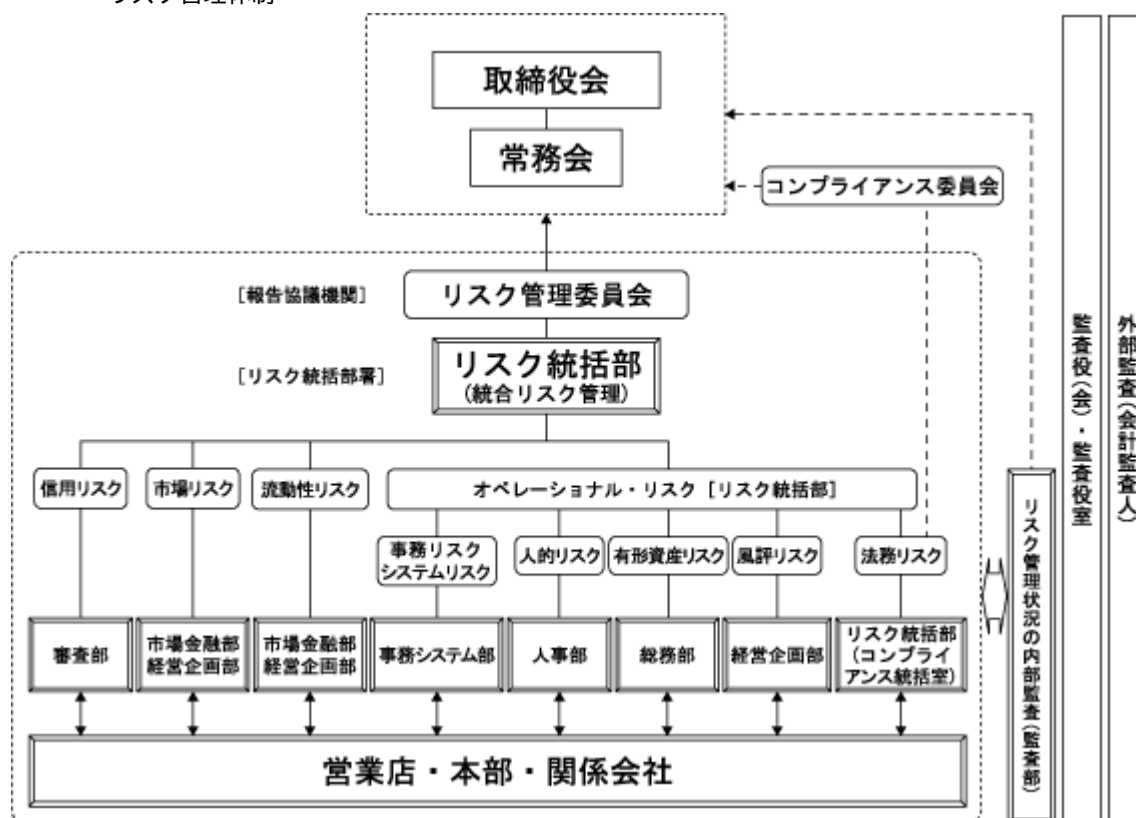 リスク管理体制
取締役会
常務会
コンプライアンス委員会
[報告協議機関]
リスク管理委員会
[リスク統括部署]
リスク統括部
(統合リスク管理)
信用リスク
市場リスク
流動性リスク
オペレーショナル・リスク [リスク統括部]
事務リスク
システムリスク
人的リスク
有形資産リスク
風評リスク
法務リスク
審査部
市場金融部
経営企画部
市場金融部
経営企画部
事務システム部
人事部
総務部
経営企画部
リスク統括部
(コンプライ
アンス統括室)
営業店・本部・関係会社
リスク管理状況の内部監査(監査部)
監査役(会)・監査役室
外部監査(会計監査人)